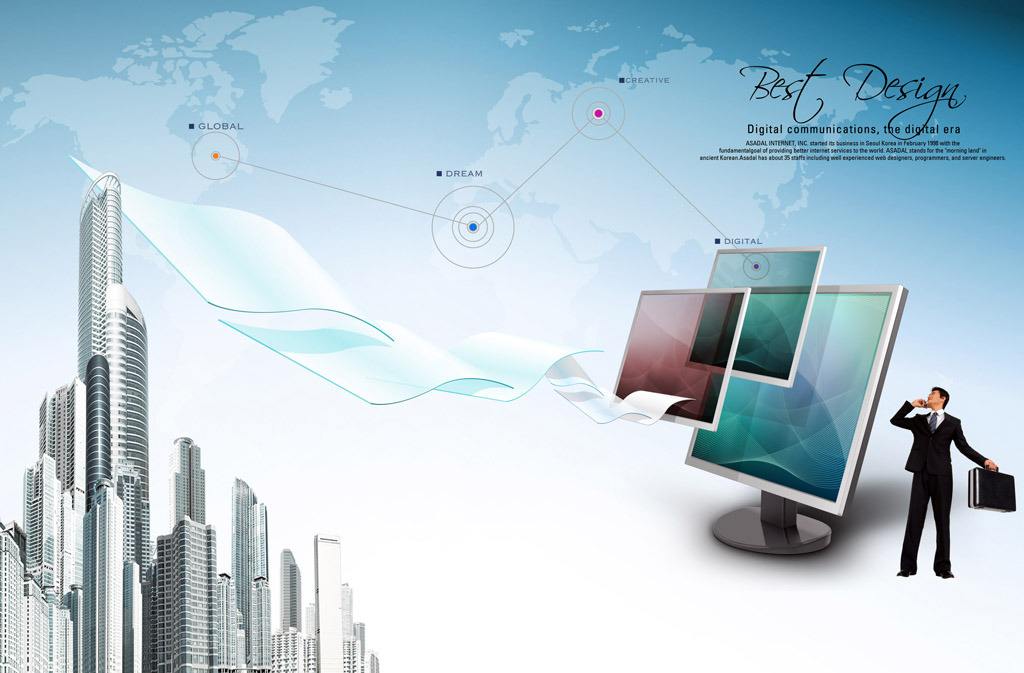 CREATIVE
GLOBAL
DREAM
DIGITAL
Best Design
Digital communications, the digital era
ASADAL INTERNET, INC. started its business in Seoul Korea in February 1998 with the
fundamentalgoal of providing better internet services to the world. ASADAL stands for the "morning land" in
ancient Korean.Asadal has about 35 staffs including well experienced web designers, programmers, and server engineers.